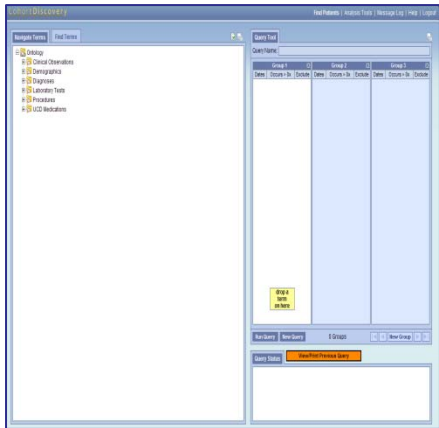 CohortDiscovery
Find Patients | Analysis Tools | Message Log | Help | Logout
Navigate Terms Find Terms
Ontology
Clinical Observations
Demographics
Diagnoses
Laboratory Tests
Procedures
UCD Medications
Query Tool
Query Name:
Group 1 Group 2 Group 3
Dates Occurs > 0x Exclude Dates Occurs > 0x Exclude Dates Occurs > 0x Exclude
drop a
term
on here
Run Query New Query 0 Groups New Group
Query Status View/Print Previous Query